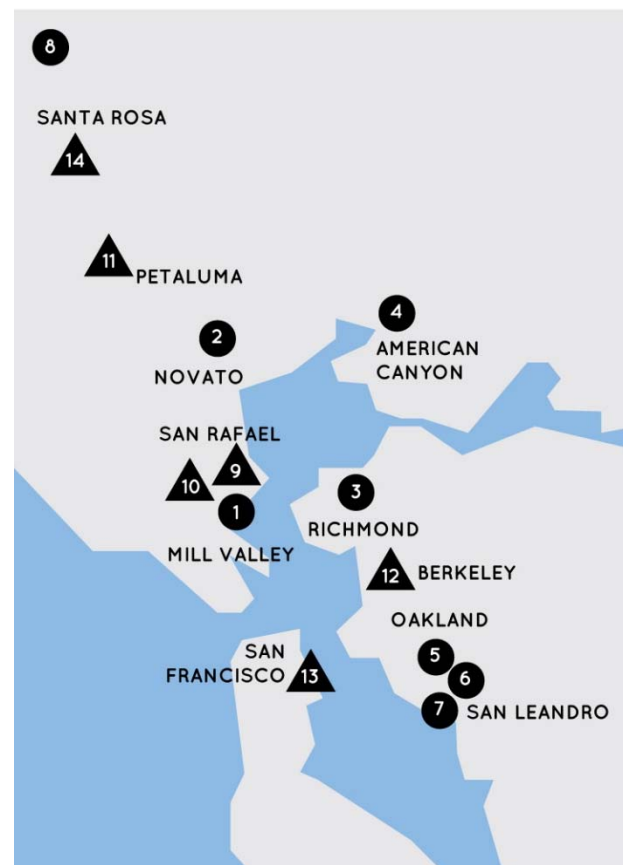 8
SANTA ROSA
14
11
PETALUMA
4
2
AMERICAN
CANYON
NOVATO
SAN RAFAEL
9
10
3
1
RICHMOND
MILL VALLEY
12
BERKELEY
OAKLAND
SAN
FRANCISCO
13
5
6
7
SAN LEANDRO